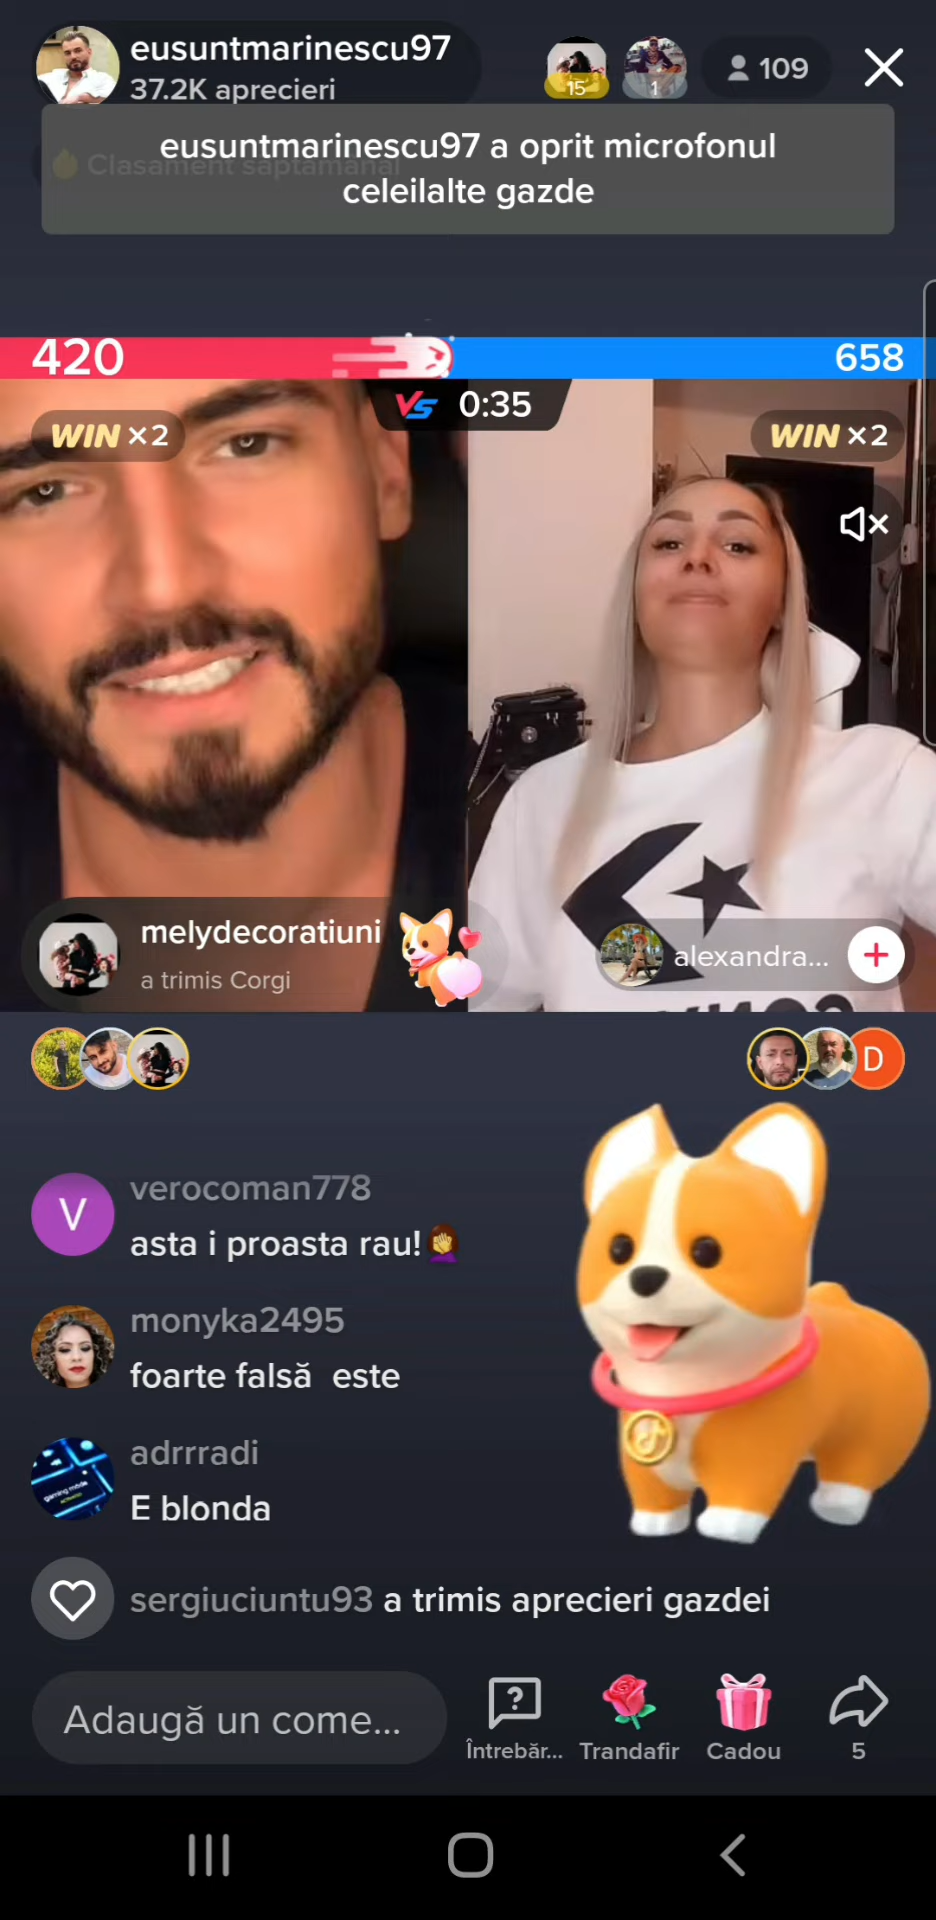 eusuntmarinescu97
37.2K aprecieri
15
1
109
Clasament săptămânal
eusuntmarinescu97 a oprit microfonul
celeilalte gazde
420
658
VS 0:35
WIN ×2
WIN ×2
melydecoratiuni
a trimis Corgi
alexandra...
D
V
verocoman778
asta i proasta rau!🤦
monyka2495
foarte falsă este
adrrradi
E blonda
sergiuciuntu93 a trimis aprecieri gazdei
Adaugă un come...
Întrebăr...
Trandafir
Cadou
5